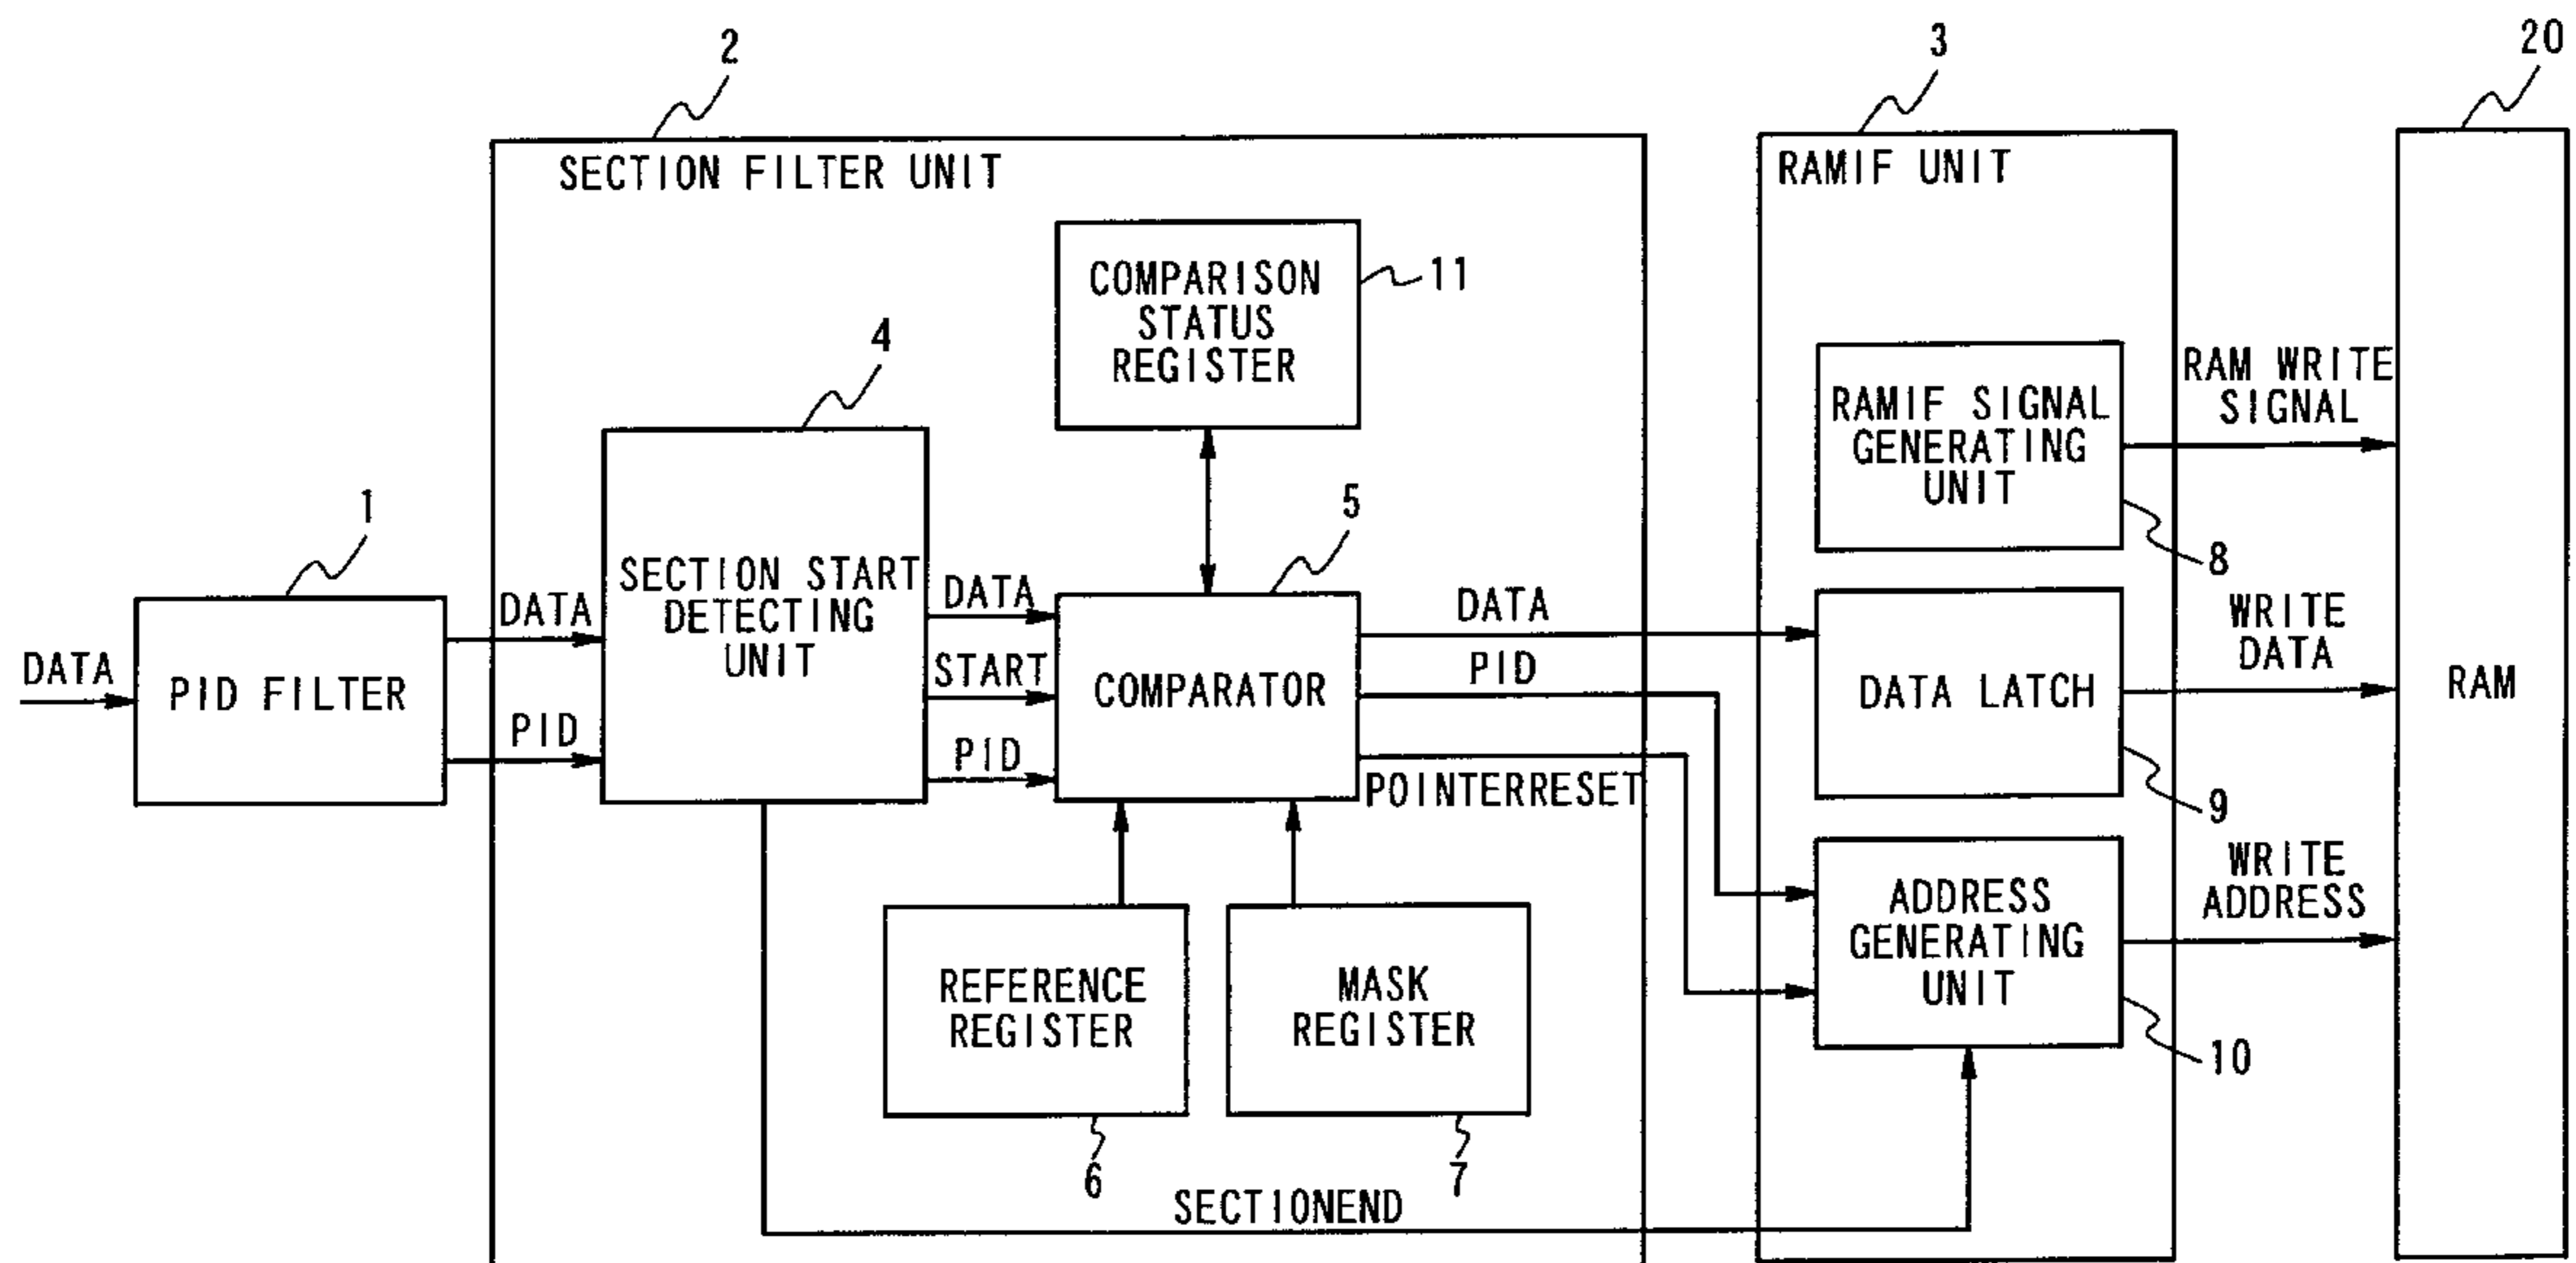 2
3
20
SECTION FILTER UNIT
RAMIF UNIT
COMPARISON
STATUS
REGISTER
11
4
RAM WRITE
SIGNAL
RAMIF SIGNAL
GENERATING
UNIT
8
1
5
SECTION START
DETECTING
UNIT
DATA
PID FILTER
DATA
PID
DATA
START
PID
COMPARATOR
DATA
PID
POINTERRESET
DATA LATCH
9
WRITE
DATA
RAM
ADDRESS
GENERATING
UNIT
10
WRITE
ADDRESS
REFERENCE
REGISTER
6
MASK
REGISTER
7
SECTIONEND